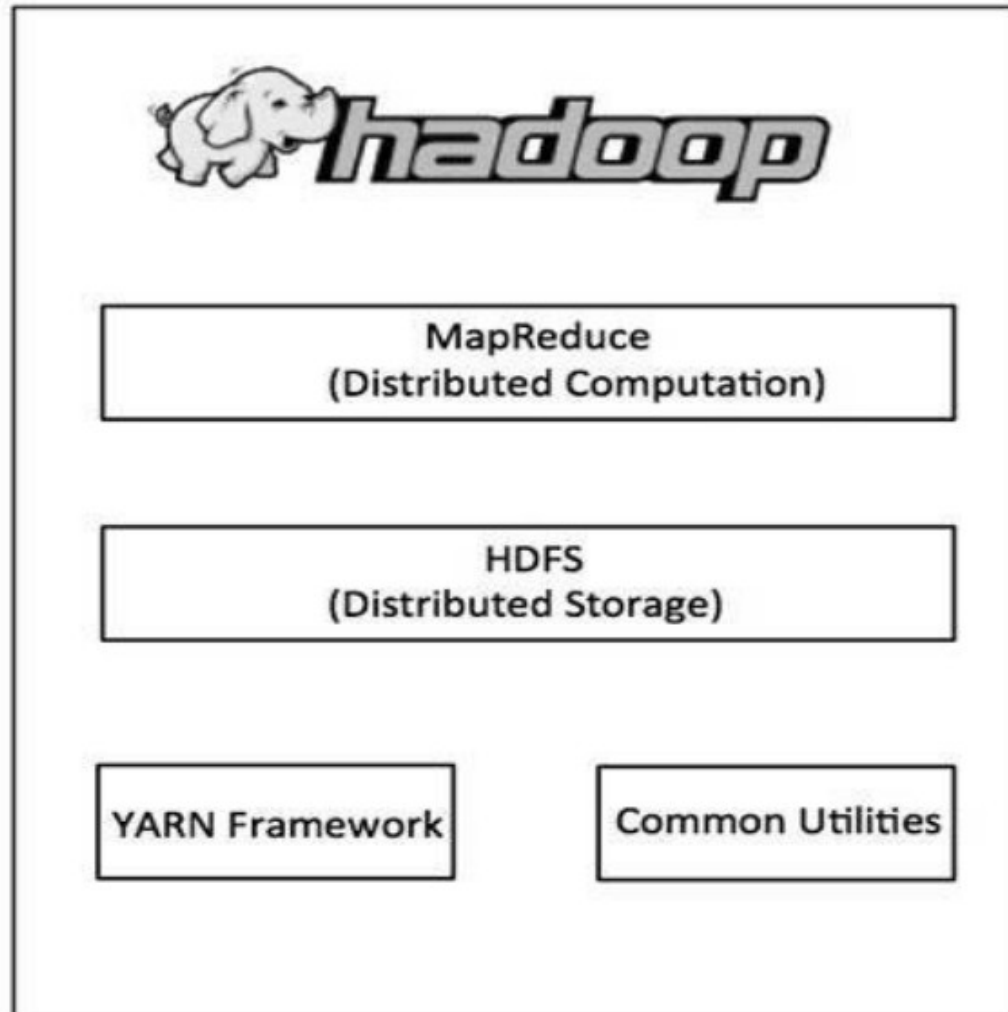 hadoop
MapReduce
(Distributed Computation)
HDFS
(Distributed Storage)
YARN Framework
Common Utilities